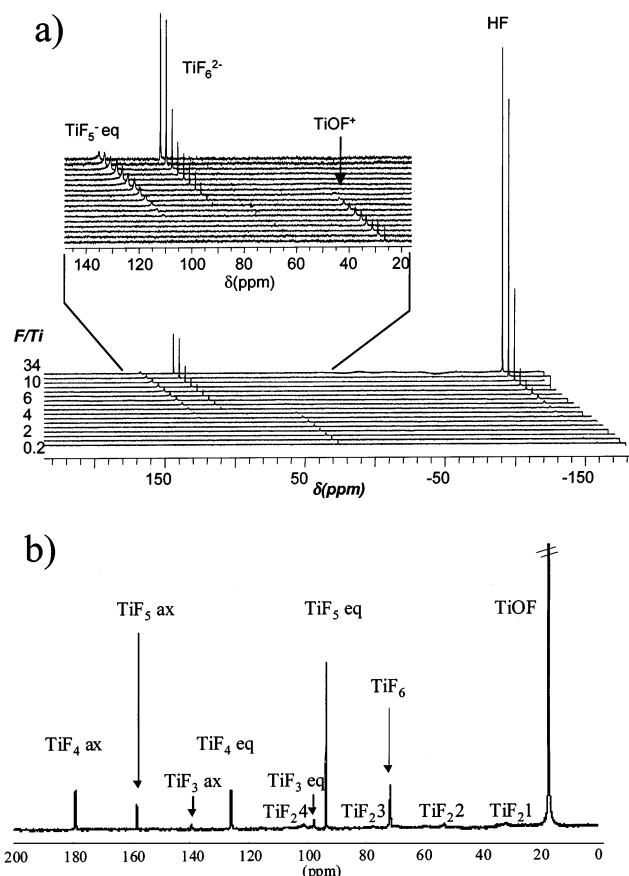 a)
HF
TiF₆²⁻
TiF₅⁻ eq
TiOF⁺
140 120 100 80 60 40 20
δ(ppm)
F/Ti
34
10
6
4
2
0.2
150 50 -50 -150
δ(ppm)
b)
TiF₅ ax
TiF₅ eq
TiOF
TiF₆
TiF₄ ax
TiF₄ eq
TiF₃ ax
TiF₃ eq
TiF₂4
TiF₂3
TiF₂2
TiF₂1
200 180 160 140 120 100 80 60 40 20 0
(ppm)